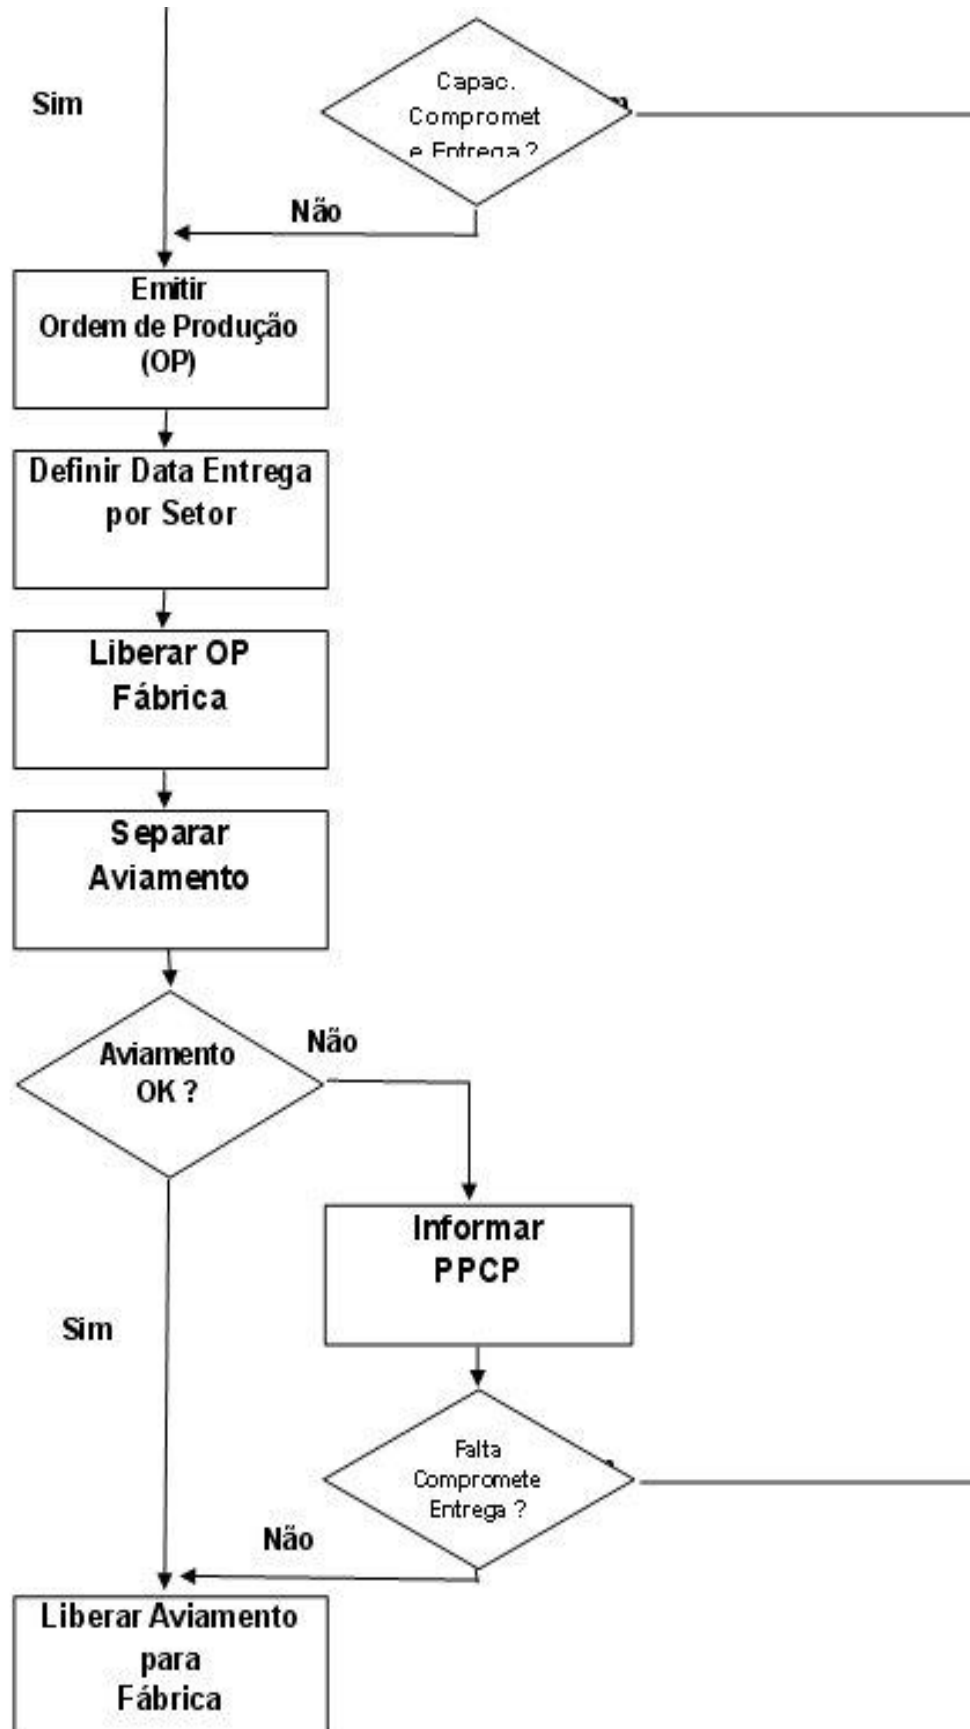 Sim
Capac.
Compromet
e Entrega ?
Não
Emitir
Ordem de Produção
(OP)
Definir Data Entrega
por Setor
Liberar OP
Fábrica
Separar
Aviamento
Aviamento
OK ?
Não
Informar
PPCP
Sim
Falta
Compromete
Entrega ?
Não
Liberar Aviamento
para
Fábrica